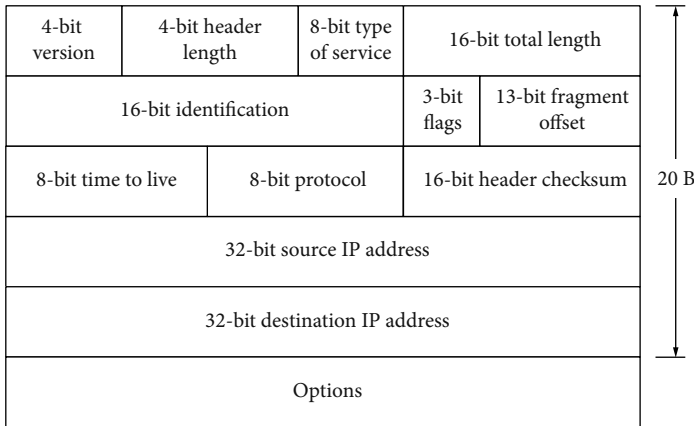 4-bit
version
4-bit header
length
8-bit type
of service
16-bit total length
16-bit identification
3-bit
flags
13-bit fragment
offset
8-bit time to live
8-bit protocol
16-bit header checksum
20 B
32-bit source IP address
32-bit destination IP address
Options